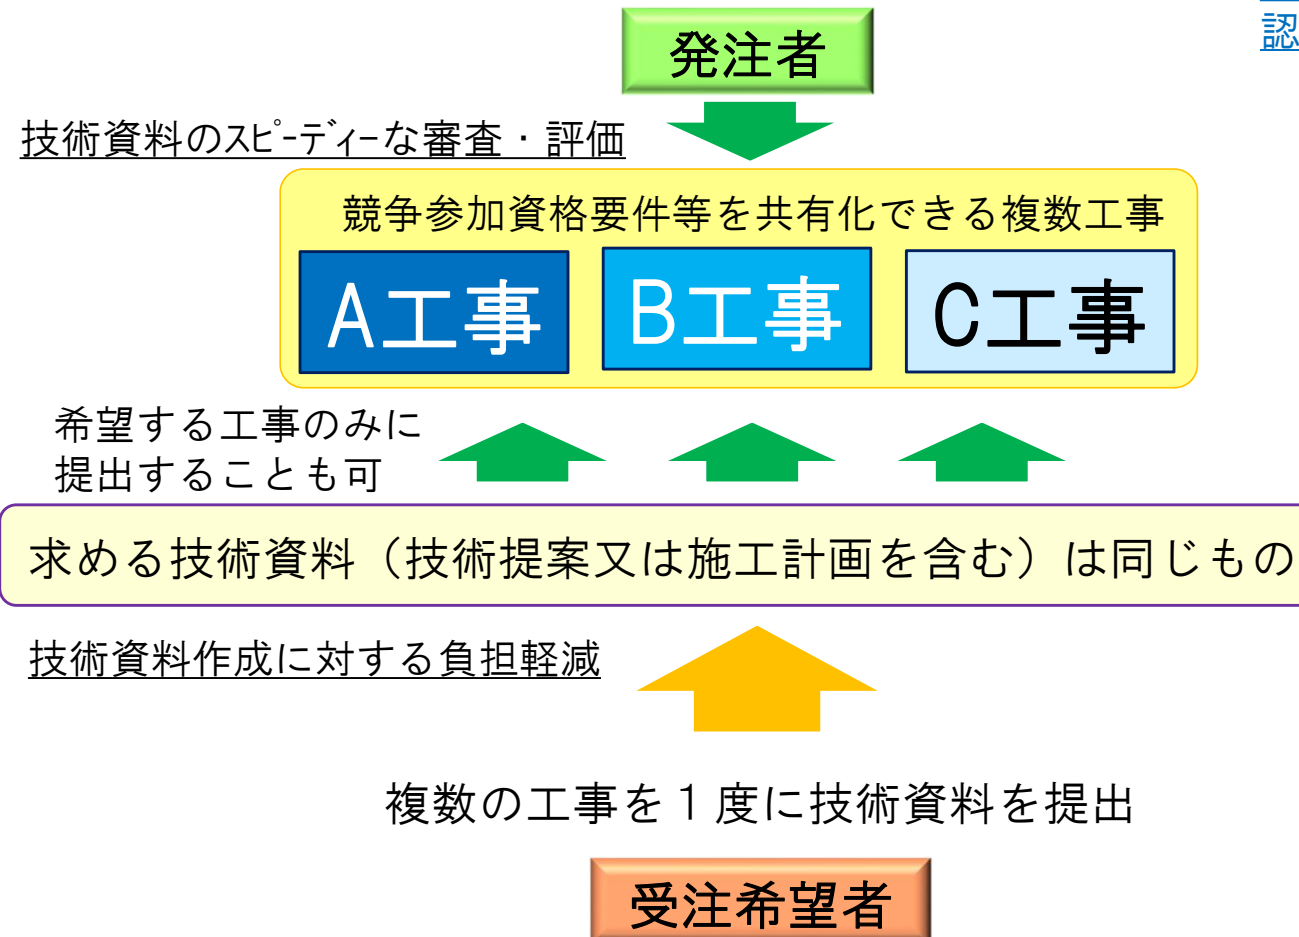 認
発注者
技術資料のスピーディーな審査・評価
競争参加資格要件等を共有化できる複数工事
A工事
B工事
C工事
希望する工事のみに
提出することも可
求める技術資料（技術提案又は施工計画を含む）は同じもの
技術資料作成に対する負担軽減
複数の工事を１度に技術資料を提出
受注希望者